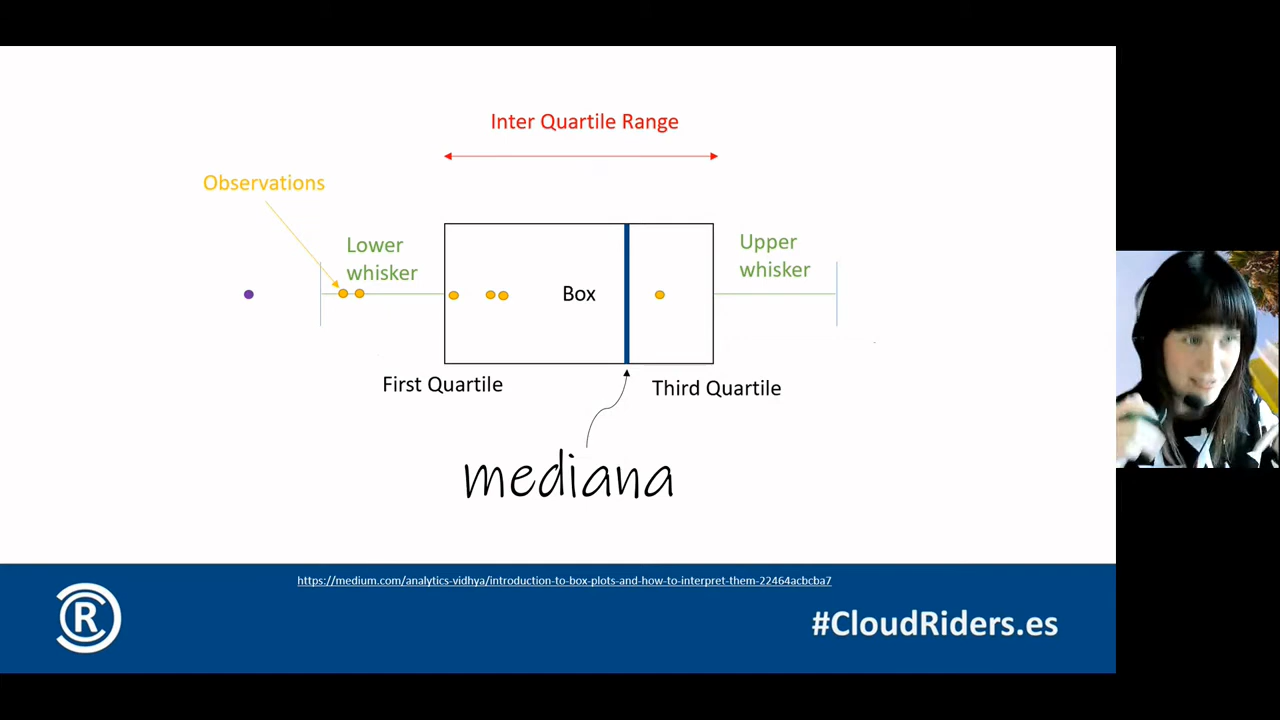 Inter Quartile Range
Observations
Lower
whisker
Upper
whisker
Box
First Quartile
Third Quartile
mediana
https://medium.com/analytics-vidhya/introduction-to-box-plots-and-how-to-interpret-them-22464acbcba7
R
#CloudRiders.es